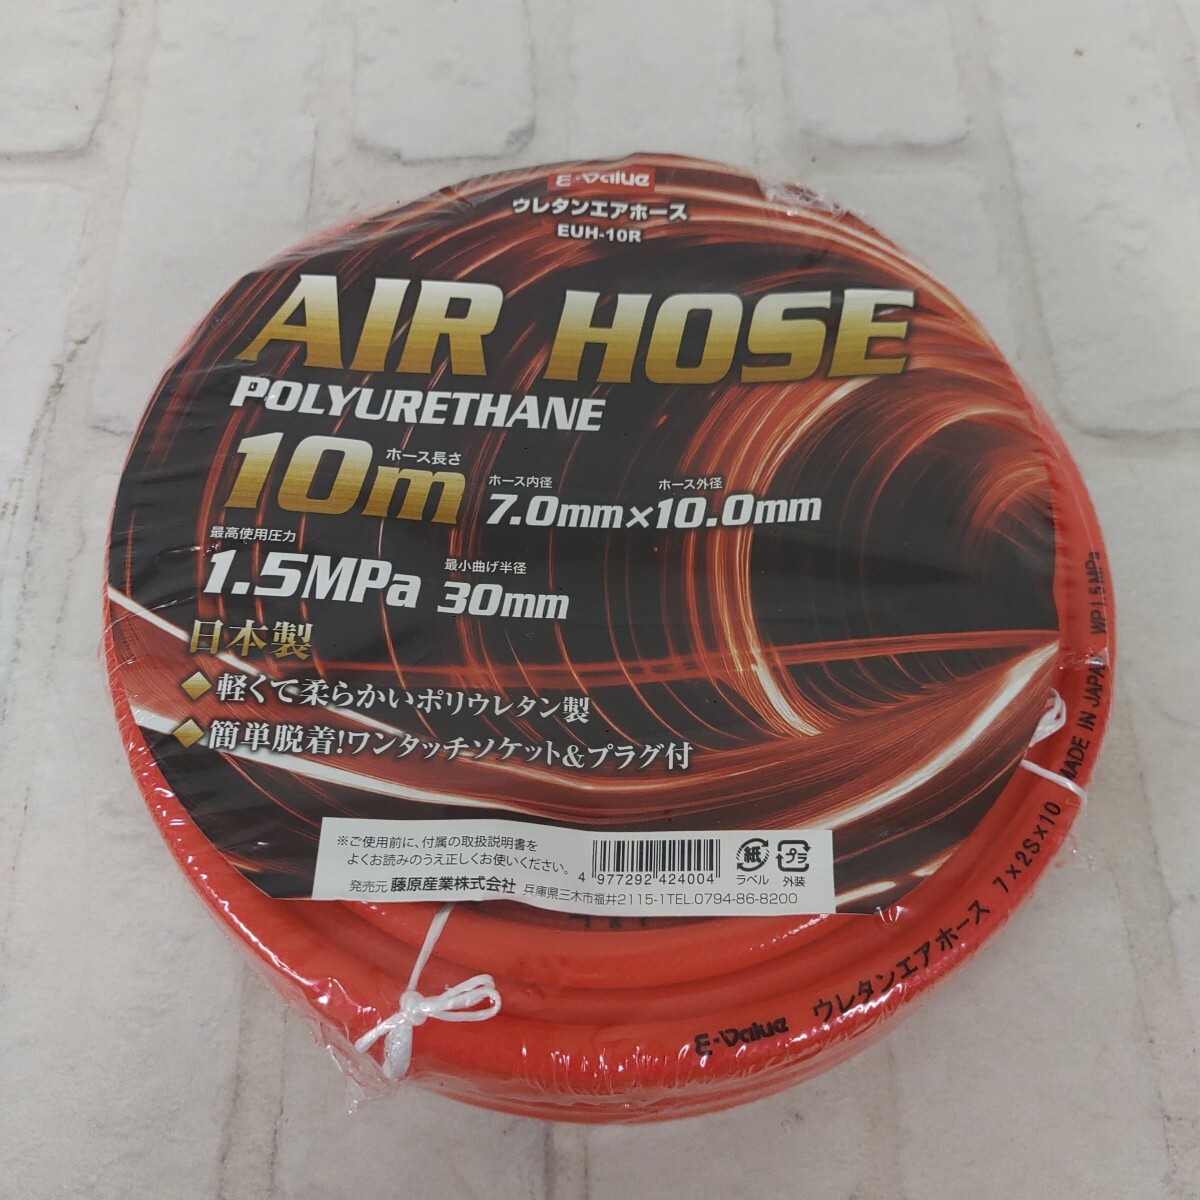 E-Value
ウレタンエアホース
EUH-10R
AIR HOSE
POLYURETHANE
ホース長さ
10m
ホース内径 ホース外径
7.0mm×10.0mm
最高使用圧力
1.5MPa
最小曲げ半径
30mm
日本製
◆軽くて柔らかいポリウレタン製
◆簡単脱着!ワンタッチソケット&プラグ付
※ご使用前に、付属の取扱説明書を
よくお読みのうえ正しくお使いください。
4 977292 424004
紙
ラベル
プラ
外装
発売元 藤原産業株式会社 兵庫県三木市福井2115-1TEL.0794-86-8200
E-Value ウレタンエアホース 7×2S×10 MADE IN JAPAN WP1.5MPa